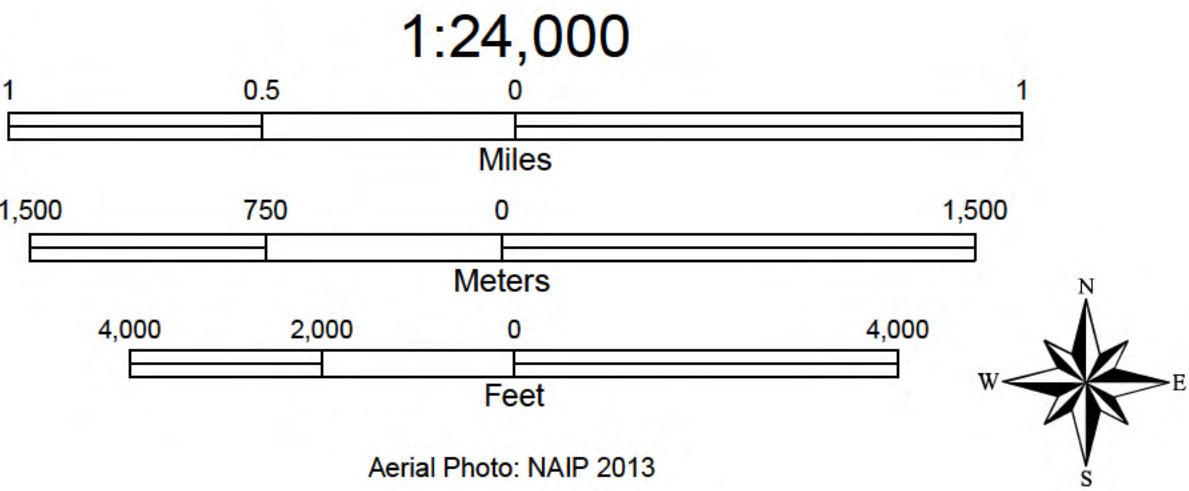 1:24,000
1 0.5 0 1
Miles
1,500 750 0 1,500
Meters
4,000 2,000 0 4,000
Feet
N
W E
S
Aerial Photo: NAIP 2013